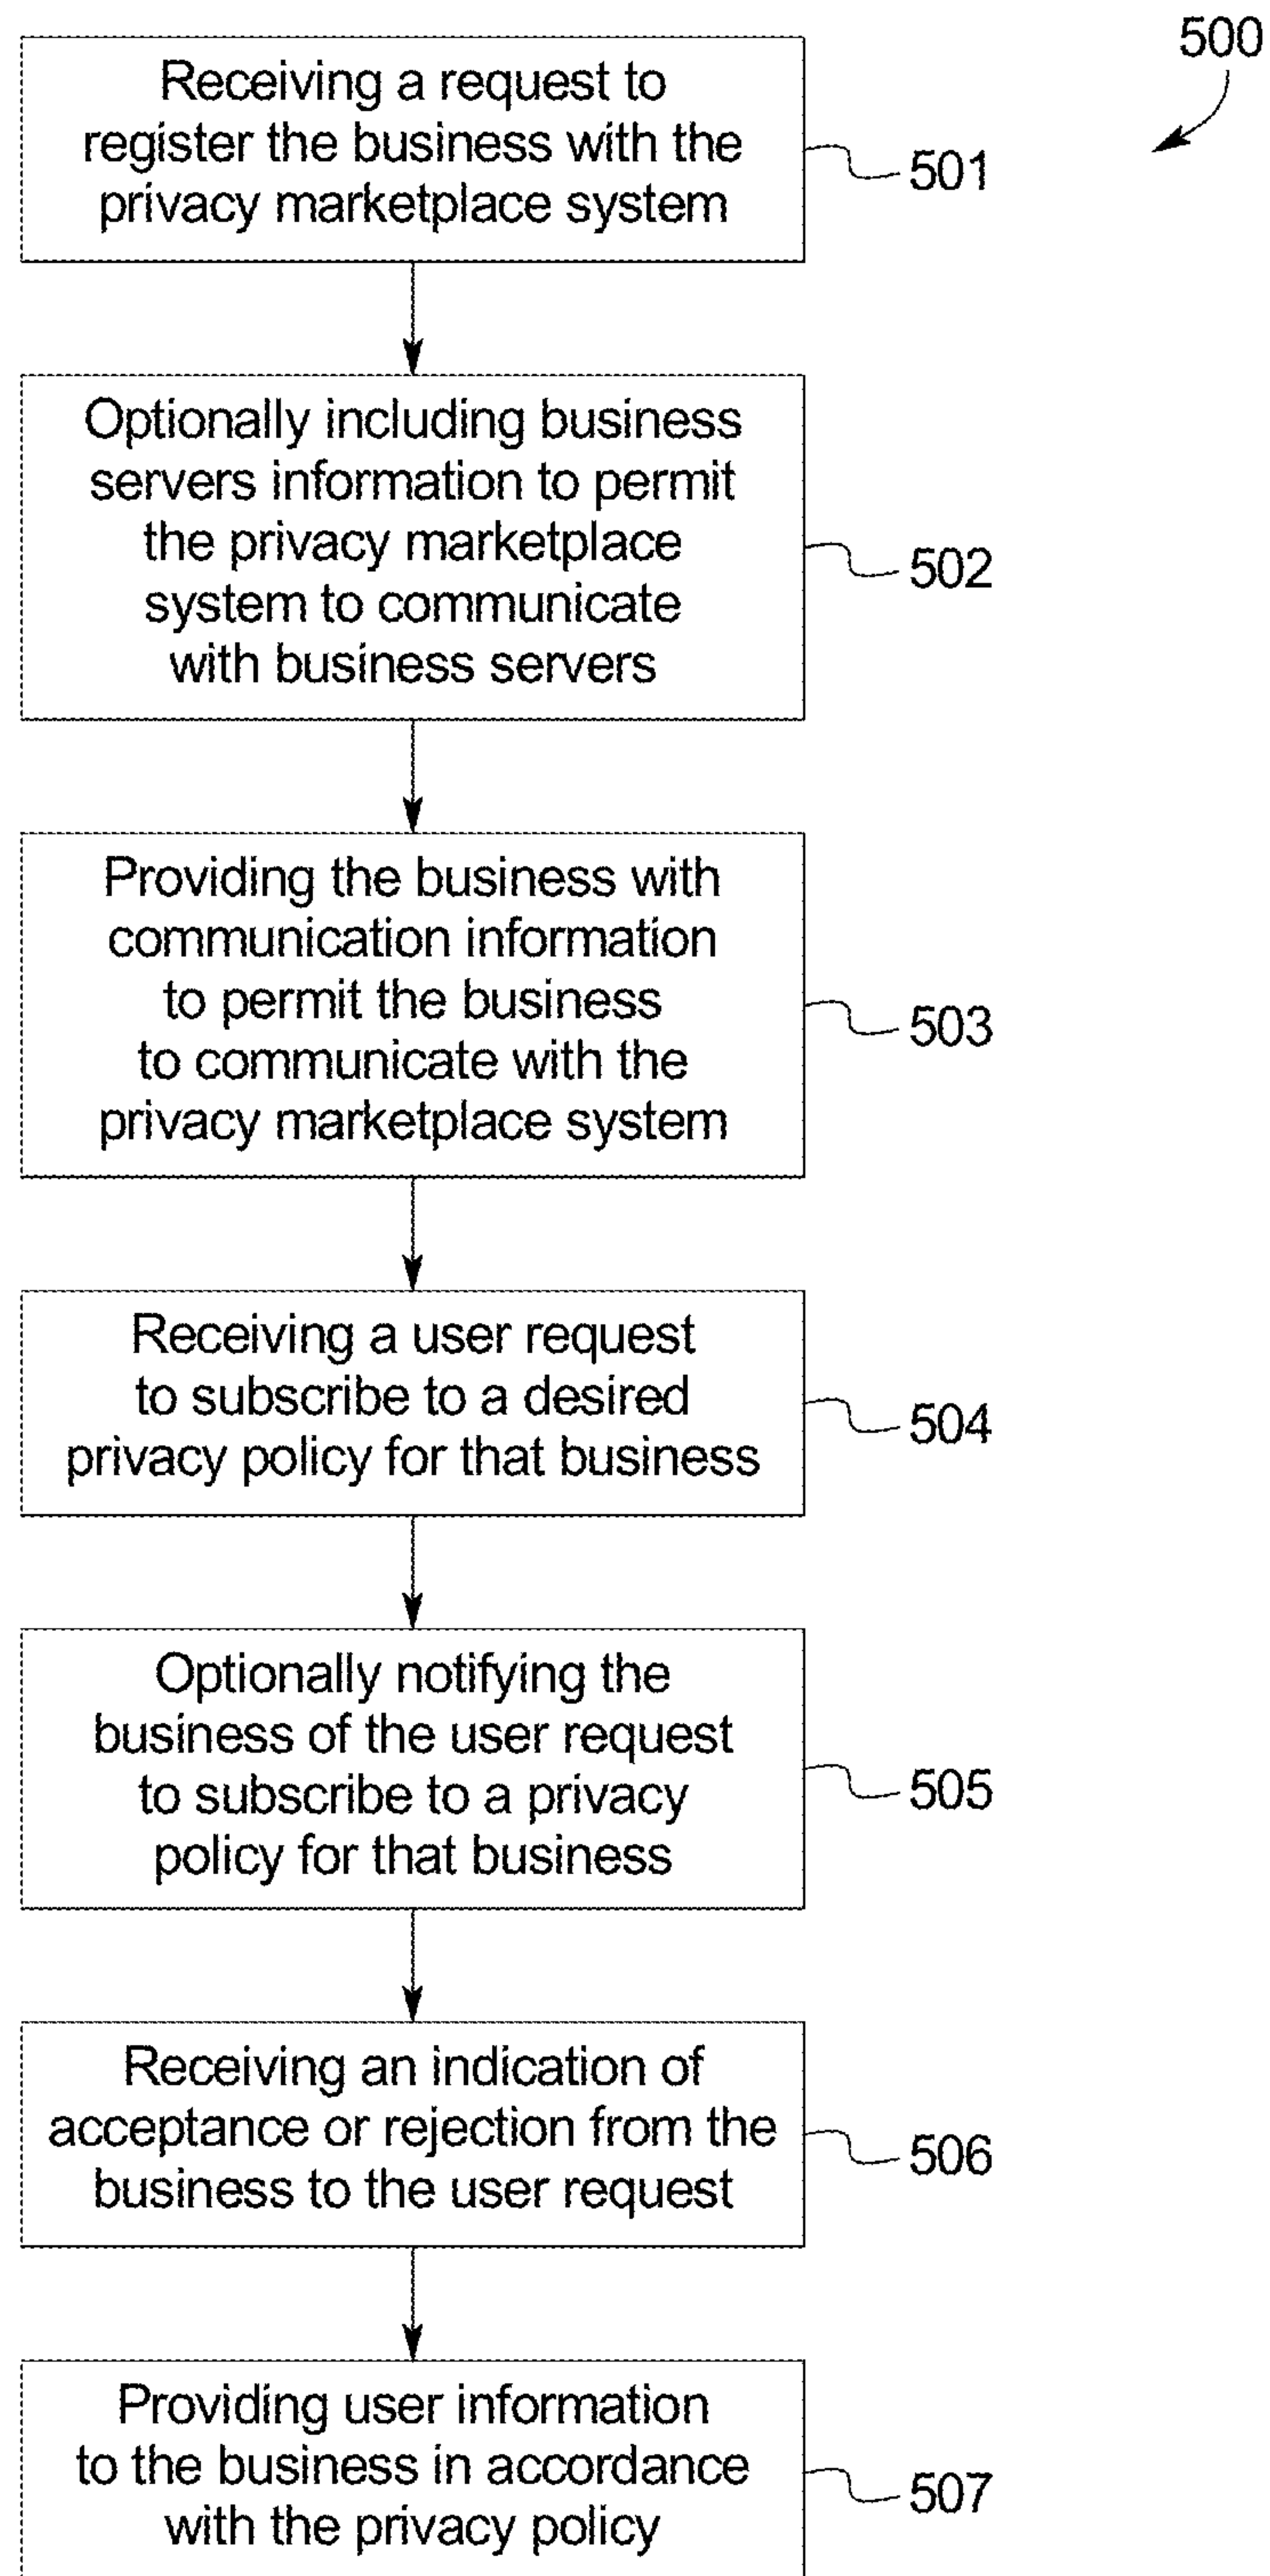 500
Receiving a request to
register the business with the
privacy marketplace system
501
Optionally including business
servers information to permit
the privacy marketplace
system to communicate
with business servers
502
Providing the business with
communication information
to permit the business
to communicate with the
privacy marketplace system
503
Receiving a user request
to subscribe to a desired
privacy policy for that business
504
Optionally notifying the
business of the user request
to subscribe to a privacy
policy for that business
505
Receiving an indication of
acceptance or rejection from the
business to the user request
506
Providing user information
to the business in accordance
with the privacy policy
507